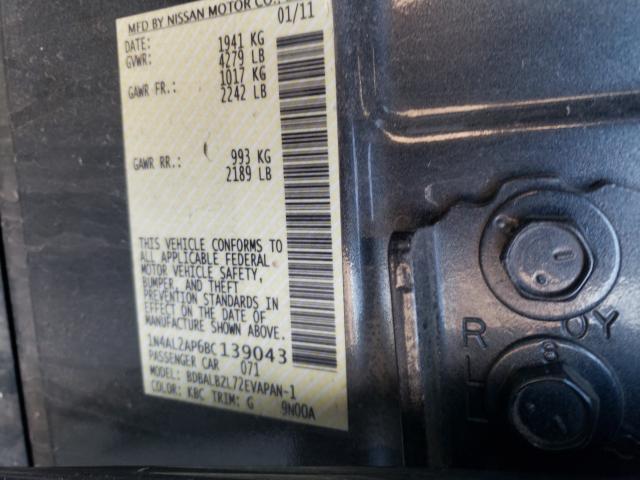 MFD BY NISSAN MOTOR CO.,
DATE: 01/11
GVWR: 1941 KG
4279 LB
GAWR FR.: 1017 KG
2242 LB
GAWR RR.: 993 KG
2189 LB
THIS VEHICLE CONFORMS TO
ALL APPLICABLE FEDERAL
MOTOR VEHICLE SAFETY,
BUMPER, AND THEFT
PREVENTION STANDARDS IN
EFFECT ON THE DATE OF
MANUFACTURE SHOWN ABOVE.
1N4AL2AP6BC139043
PASSENGER CAR 071
MODEL: BDBALBZL72EVAPAN-1
COLOR: KBC TRIM: G 9N00A
R
OY
8